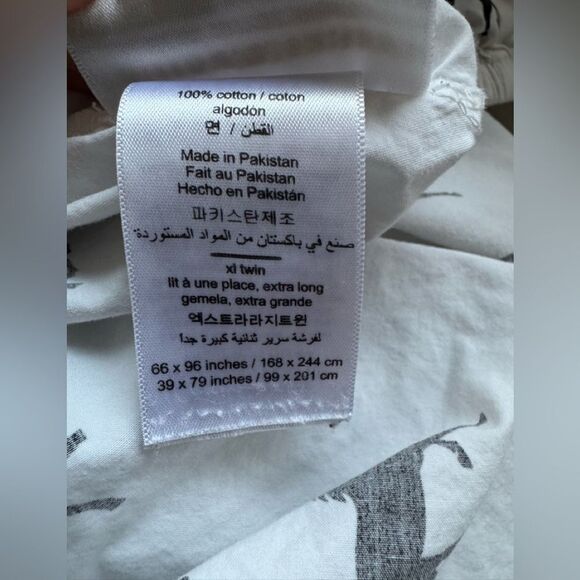 100% cotton / coton
algodón
القطن / 면
Made in Pakistan
Fait au Pakistan
Hecho en Pakistán
파키스탄제조
صنع في باكستان من المواد المستوردة
xl twin
lit à une place, extra long
gemela, extra grande
엑스트라라지트윈
لغرشة سرير ثنائية كبيرة جداً
66 x 96 inches / 168 x 244 cm
39 x 79 inches / 99 x 201 cm